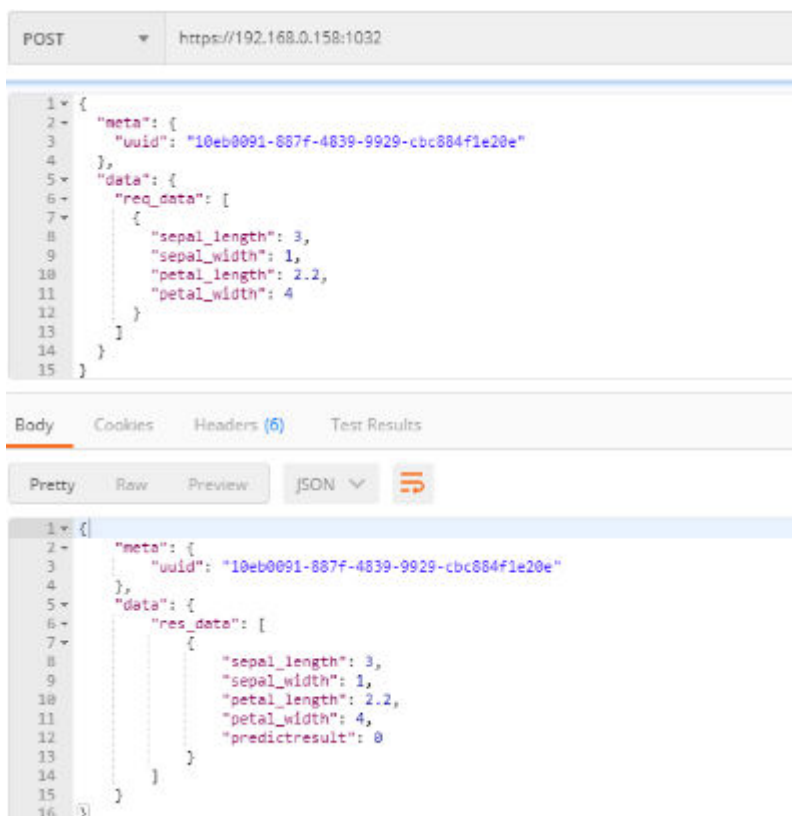 POST https://192.168.0.158:1032
1 {
2 "meta": {
3 "uuid": "10eb0091-887f-4839-9929-cbc884f1e20e"
4 },
5 "data": {
6 "req_data": [
7 {
8 "sepal_length": 3,
9 "sepal_width": 1,
10 "petal_length": 2.2,
11 "petal_width": 4
12 }
13 ]
14 }
15 }
Body Cookies Headers (6) Test Results
Pretty Raw Preview JSON
1 {
2 "meta": {
3 "uuid": "10eb0091-887f-4839-9929-cbc884f1e20e"
4 },
5 "data": {
6 "res_data": [
7 {
8 "sepal_length": 3,
9 "sepal_width": 1,
10 "petal_length": 2.2,
11 "petal_width": 4,
12 "predictresult": 0
13 }
14 ]
15 }
16 }